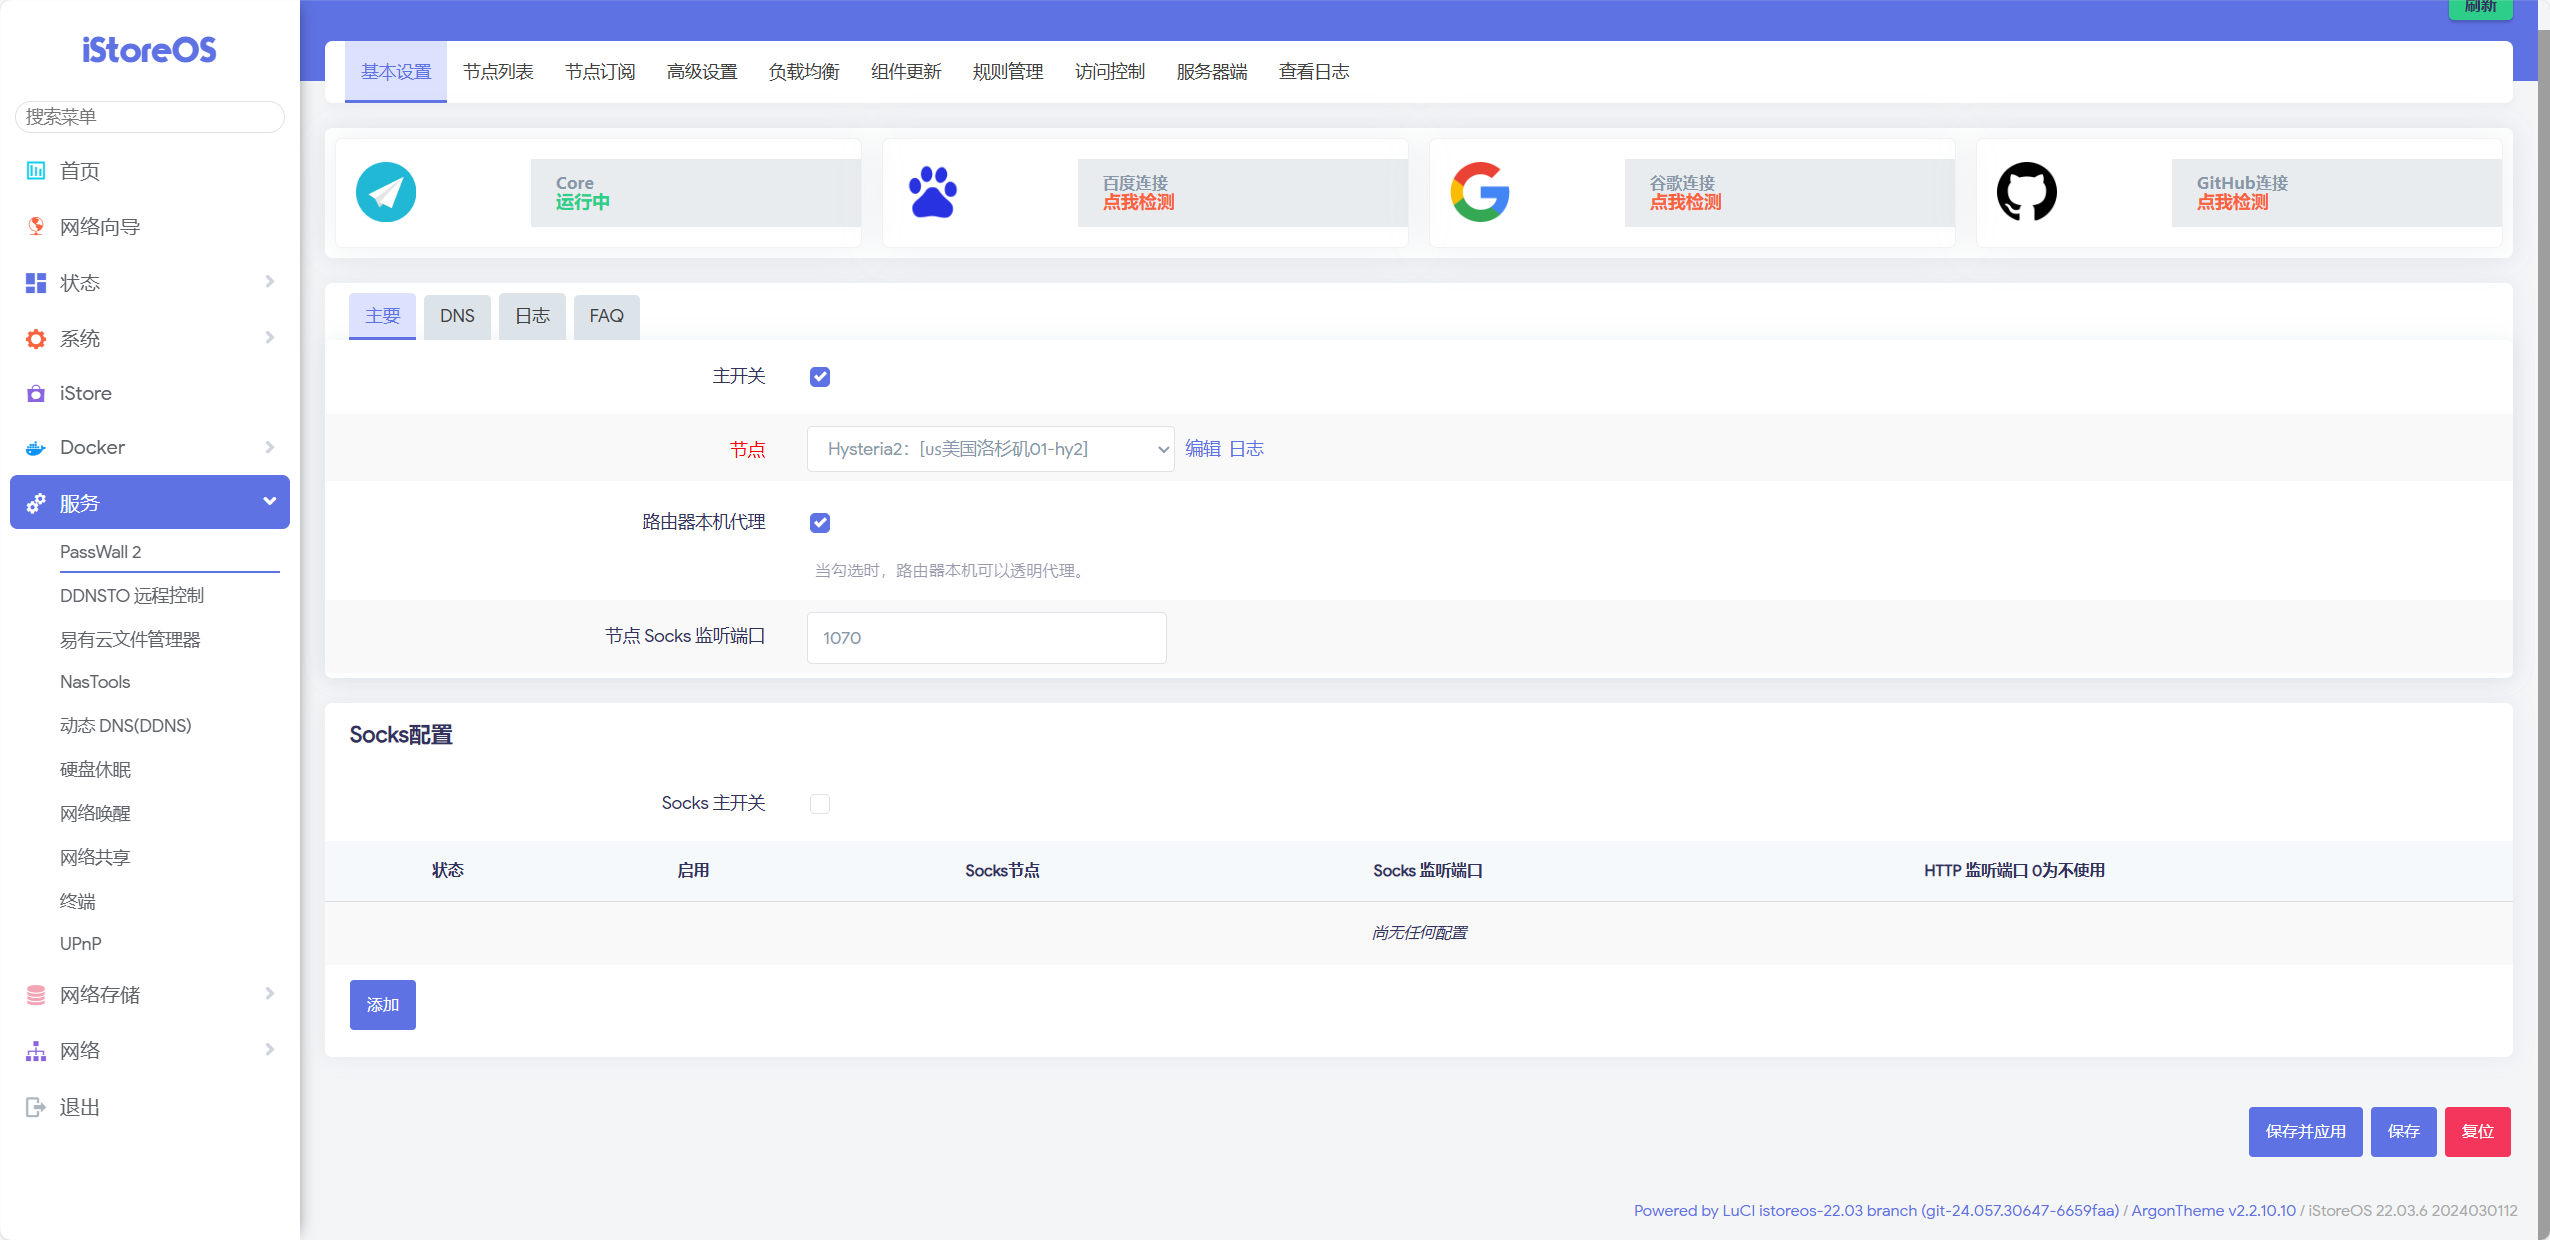 iStoreOS
搜索菜单
首页
网络向导
状态
系统
iStore
Docker
服务
PassWall 2
DDNSTO 远程控制
易有云文件管理器
NasTools
动态 DNS(DDNS)
硬盘休眠
网络唤醒
网络共享
终端
UPnP
网络存储
网络
退出
刷新
基本设置 节点列表 节点订阅 高级设置 负载均衡 组件更新 规则管理 访问控制 服务器端 查看日志
Core
运行中
百度连接
点我检测
谷歌连接
点我检测
GitHub连接
点我检测
主要 DNS 日志 FAQ
主开关
节点 Hysteria2：[us美国洛杉矶01-hy2] 编辑 日志
路由器本机代理
当勾选时，路由器本机可以透明代理。
节点 Socks 监听端口 1070
Socks配置
Socks 主开关
状态 启用 Socks节点 Socks 监听端口 HTTP 监听端口 0为不使用
尚无任何配置
添加
保存并应用 保存 复位
Powered by LuCI istoreos-22.03 branch (git-24.057.30647-6659faa) / ArgonTheme v2.2.10.10 / iStoreOS 22.03.6 2024030112